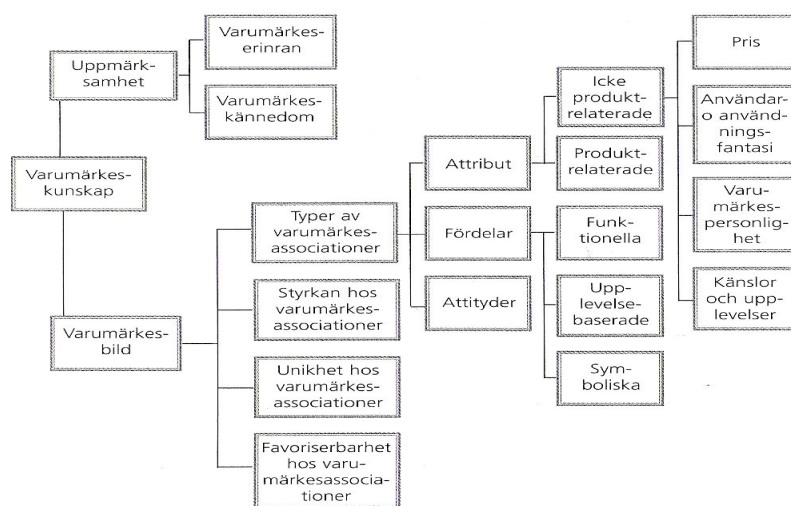 Varumärkes-
erinran
Uppmärk-
samhet
Varumärkes-
kännedom
Varumärkes-
kunskap
Varumärkes-
bild
Typer av
varumärkes-
associationer
Styrkan hos
varumärkes-
associationer
Unikhet hos
varumärkes-
associationer
Favoriserbarhet
hos varu-
märkesassocia-
tioner
Attribut
Fördelar
Attityder
Icke
produkt-
relaterade
Produkt-
relaterade
Funk-
tionella
Upp-
levelse-
baserade
Sym-
boliska
Pris
Användar-
o använd-
nings-
fantasi
Varu-
märkes-
personlig-
het
Känslor
och upp-
levelser